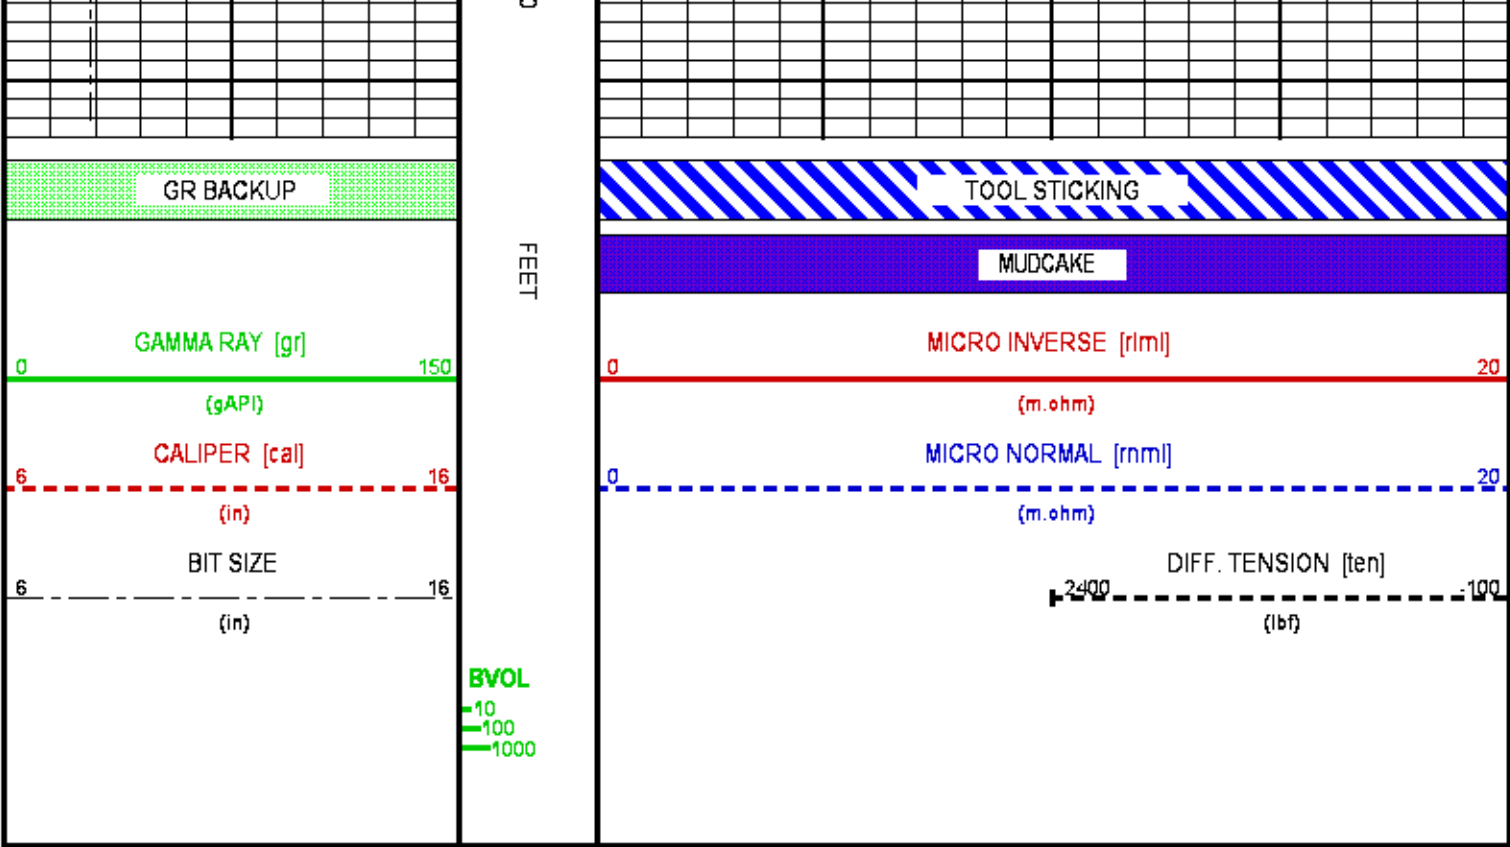 GR BACKUP
TOOL STICKING
MUDCAKE
FEET
GAMMA RAY [gr]
0 150
(gAPI)
CALIPER [cal]
6 16
(in)
BIT SIZE
6 16
(in)
MICRO INVERSE [rlml]
0 20
(m.ohm)
MICRO NORMAL [rnml]
0 20
(m.ohm)
DIFF. TENSION [ten]
2400 -100
(lbf)
BVOL
10
100
1000